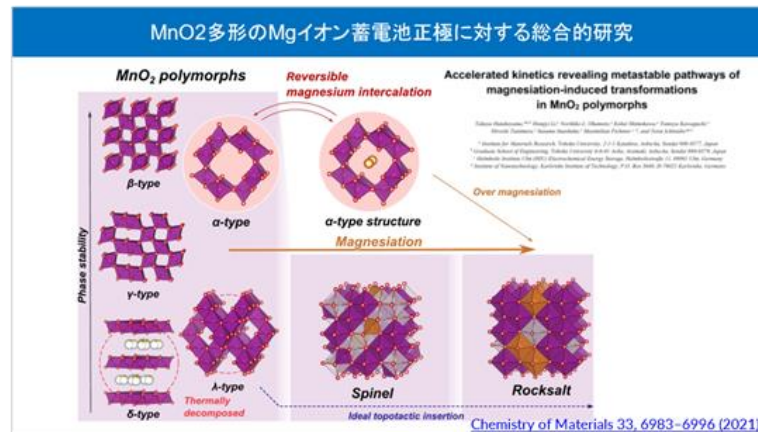 MnO2多形のMgイオン蓄電池正極に対する総合的研究
MnO₂ polymorphs
Reversible
magnesium intercalation
Accelerated kinetics revealing metastable pathways of
magnesiation-induced transformations
in MnO₂ polymorphs
β-type
α-type
α-type structure
Over magnesiation
Magnesiation
Phase stability
γ-type
δ-type
λ-type
Thermally
decomposed
Spinel
Rocksalt
Ideal topotactic insertion
Chemistry of Materials 33, 6983–6996 (2021)